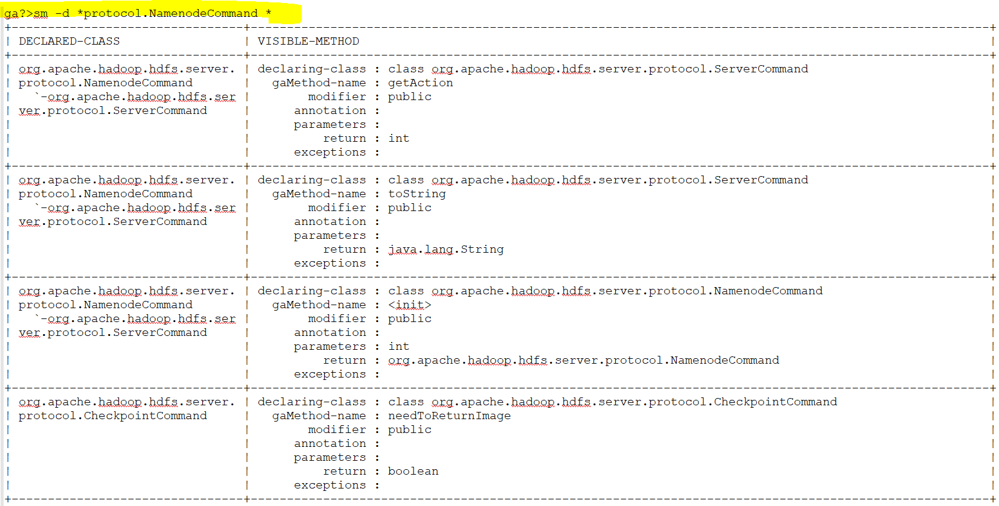 ga?>sm -d *protocol.NamenodeCommand *
+--------------------------------+------------------------------------------------------------------------------------------------------+
| DECLARED-CLASS | VISIBLE-METHOD |
+--------------------------------+------------------------------------------------------------------------------------------------------+
| org.apache.hadoop.hdfs.server. | declaring-class : class org.apache.hadoop.hdfs.server.protocol.ServerCommand |
| protocol.NamenodeCommand | gaMethod-name : getAction |
| `-org.apache.hadoop.hdfs.ser | modifier : public |
| ver.protocol.ServerCommand | annotation : |
| | parameters : |
| | return : int |
| | exceptions : |
+--------------------------------+------------------------------------------------------------------------------------------------------+
| org.apache.hadoop.hdfs.server. | declaring-class : class org.apache.hadoop.hdfs.server.protocol.ServerCommand |
| protocol.NamenodeCommand | gaMethod-name : toString |
| `-org.apache.hadoop.hdfs.ser | modifier : public |
| ver.protocol.ServerCommand | annotation : |
| | parameters : |
| | return : java.lang.String |
| | exceptions : |
+--------------------------------+------------------------------------------------------------------------------------------------------+
| org.apache.hadoop.hdfs.server. | declaring-class : class org.apache.hadoop.hdfs.server.protocol.NamenodeCommand |
| protocol.NamenodeCommand | gaMethod-name : <init> |
| `-org.apache.hadoop.hdfs.ser | modifier : public |
| ver.protocol.ServerCommand | annotation : |
| | parameters : int |
| | return : org.apache.hadoop.hdfs.server.protocol.NamenodeCommand |
| | exceptions : |
+--------------------------------+------------------------------------------------------------------------------------------------------+
| org.apache.hadoop.hdfs.server. | declaring-class : class org.apache.hadoop.hdfs.server.protocol.CheckpointCommand |
| protocol.CheckpointCommand | gaMethod-name : needToReturnImage |
| | modifier : public |
| | annotation : |
| | parameters : |
| | return : boolean |
| | exceptions : |
+--------------------------------+------------------------------------------------------------------------------------------------------+